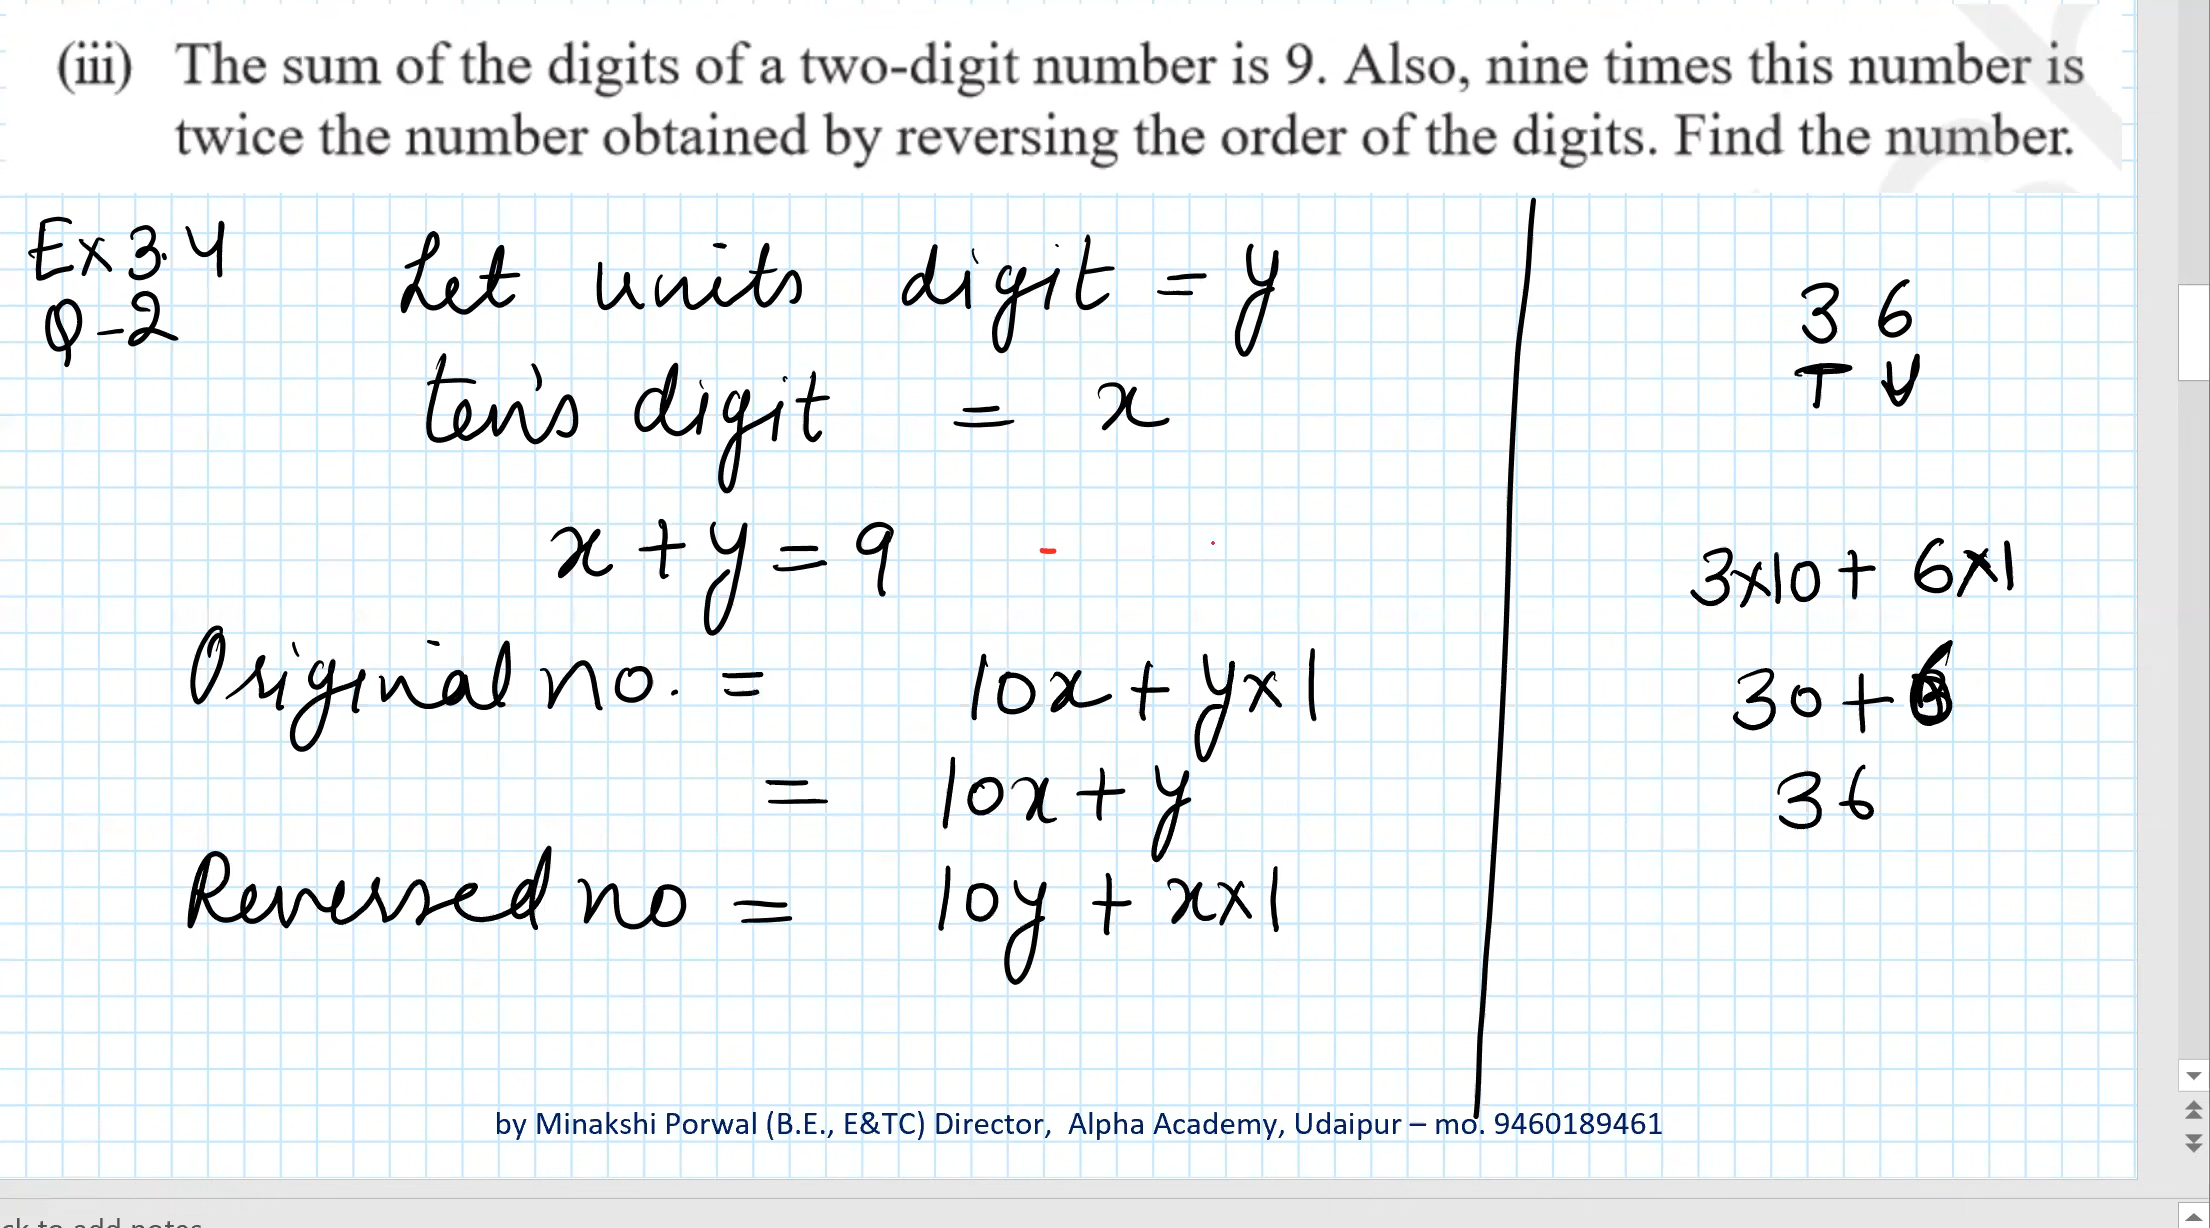 (iii) The sum of the digits of a two-digit number is 9. Also, nine times this number is
twice the number obtained by reversing the order of the digits. Find the number.
Ex 3.4
Q-2
Let units digit = y
ten's digit = x
x + y = 9 -
Original no. = 10x + y×1
= 10x + y
Reversed no = 10y + x×1
3 6
T U
3×10 + 6×1
30 + 6
36
by Minakshi Porwal (B.E., E&TC) Director, Alpha Academy, Udaipur – mo. 9460189461